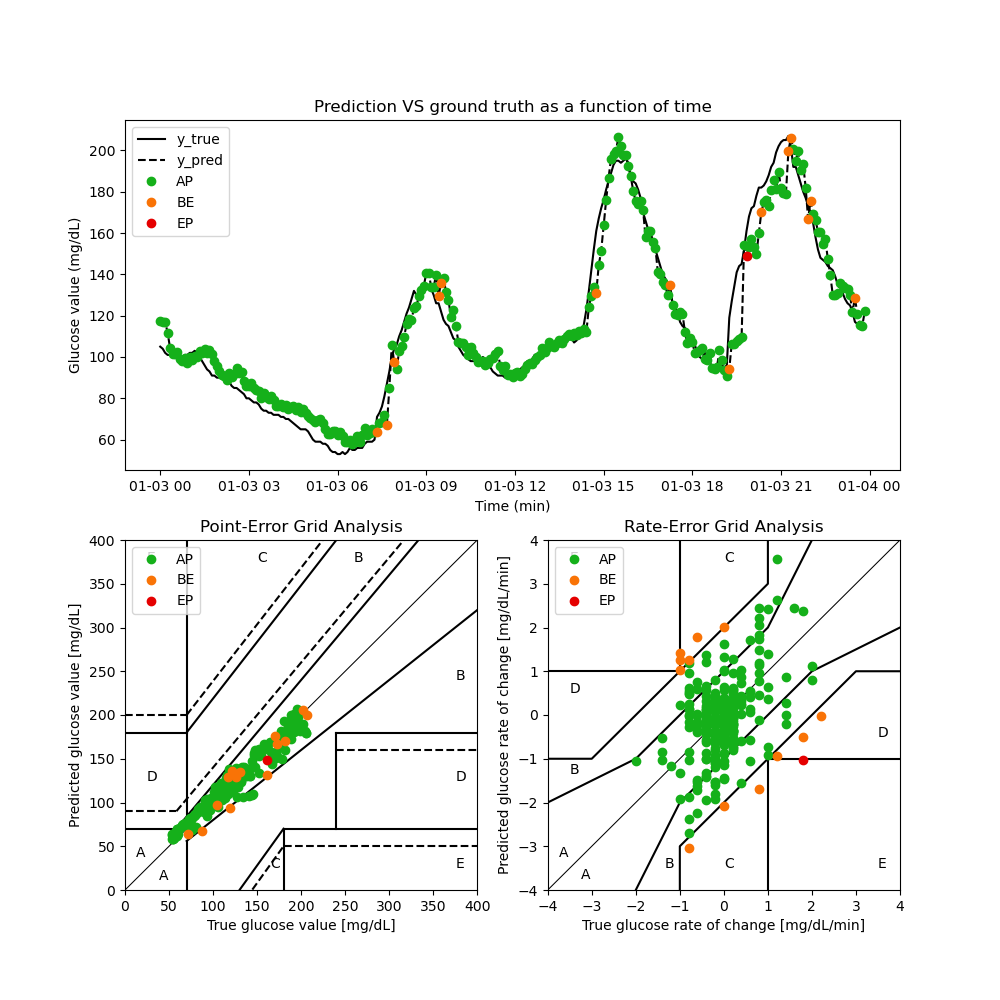 Prediction VS ground truth as a function of time
Glucose value (mg/dL)
200
180
160
140
120
100
80
60
y_true
y_pred
AP
BE
EP
01-03 00 01-03 03 01-03 06 01-03 09 01-03 12 01-03 15 01-03 18 01-03 21 01-04 00
Time (min)
Point-Error Grid Analysis
Predicted glucose value [mg/dL]
400
350
300
250
200
150
100
50
0
AP
BE
EP
C
B
B
D
D
A
A
C
E
0 50 100 150 200 250 300 350 400
True glucose value [mg/dL]
Rate-Error Grid Analysis
Predicted glucose rate of change [mg/dL/min]
4
3
2
1
0
−1
−2
−3
−4
AP
BE
EP
C
D
D
B
A
A
B
C
E
−4 −3 −2 −1 0 1 2 3 4
True glucose rate of change [mg/dL/min]